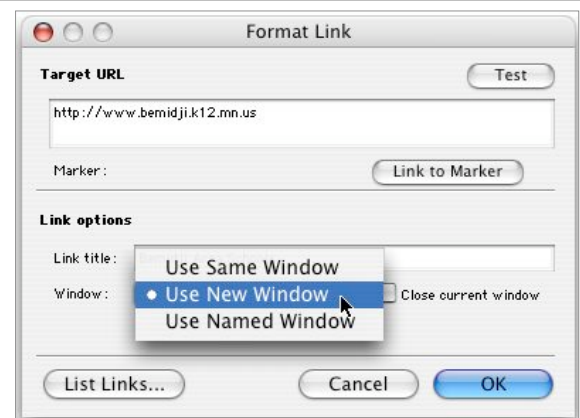 Format Link
Target URL
Test
http://www.bemidji.k12.mn.us
Marker:
Link to Marker
Link options
Link title:
Use Same Window
Window:
Use New Window
Close current window
Use Named Window
List Links...
Cancel
OK